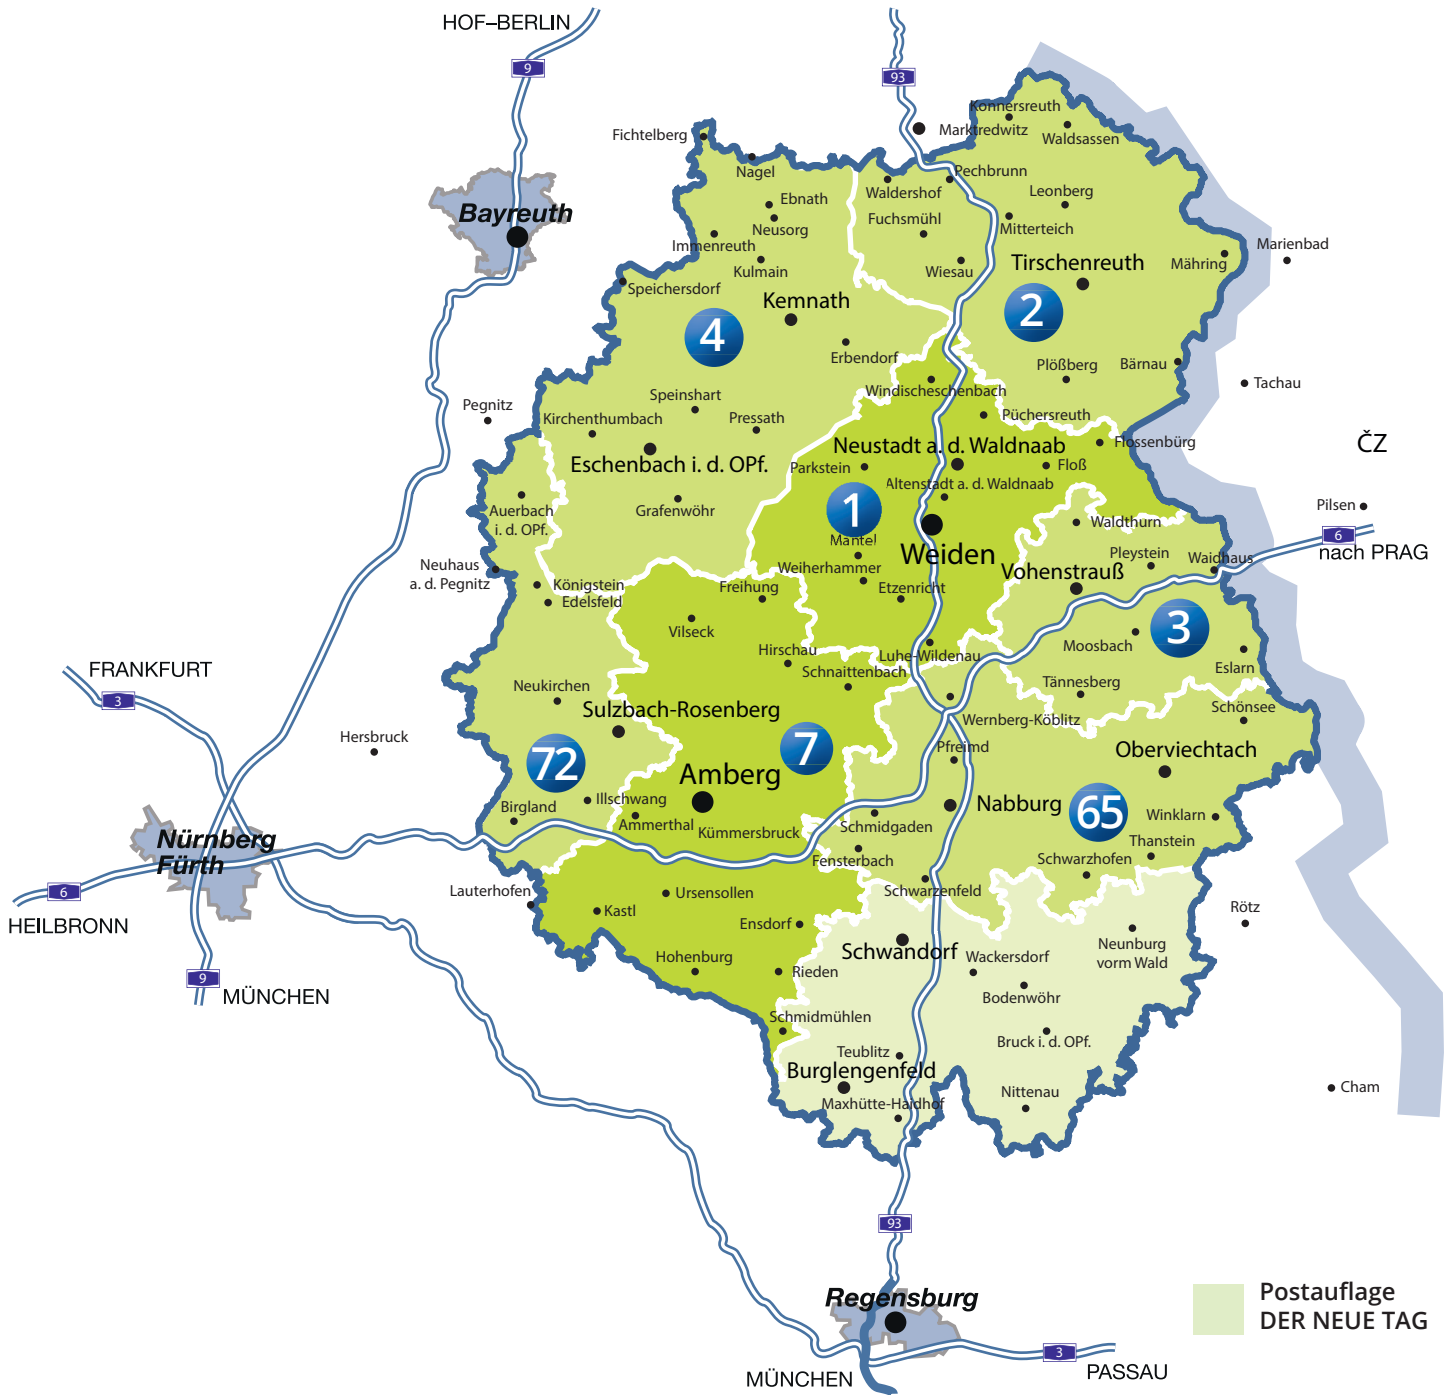 HOF–BERLIN
9
93
Konnersreuth
Marktredwitz
Waldsassen
Fichtelberg
Nagel
Pechbrunn
Waldershof
Leonberg
Ebnath
Bayreuth
Fuchsmühl
Mitterteich
Neusorg
Immenreuth
Marienbad
Kulmain
Wiesau
Tirschenreuth
Mähring
Speichersdorf
Kemnath
2
4
Erbendorf
Plößberg
Bärnau
Tachau
Windischeschenbach
Speinshart
Pegnitz
Kirchenthumbach
Pressath
Püchersreuth
Neustadt a. d. Waldnaab
Flossenbürg
ČZ
Eschenbach i. d. OPf.
Parkstein
Floß
Altenstadt a. d. Waldnaab
Auerbach
i. d. OPf.
Grafenwöhr
1
Pilsen
Waldthurn
6
nach PRAG
Mantel
Weiden
Pleystein
Waidhaus
Neuhaus
a. d. Pegnitz
Weiherhammer
Vohenstrauß
Königstein
Edelsfeld
Freihung
Etzenricht
Vilseck
3
Moosbach
Hirschau
Luhe-Wildenau
FRANKFURT
3
Schnaittenbach
Eslarn
Neukirchen
Tännesberg
Sulzbach-Rosenberg
Wernberg-Köblitz
Schönsee
Hersbruck
7
Pfreimd
Oberviechtach
72
Amberg
Illschwang
Birgland
Nabburg
65
Ammerthal
Kümmersbruck
Schmidgaden
Winklarn
Nürnberg
Fürth
Thanstein
Fensterbach
Schwarzhofen
6
Lauterhofen
Ursensollen
Schwarzenfeld
HEILBRONN
Kastl
Rötz
Ensdorf
Schwandorf
Neunburg
vorm Wald
Hohenburg
Wackersdorf
9
Rieden
MÜNCHEN
Bodenwöhr
Schmidmühlen
Bruck i. d. OPf.
Teublitz
Burglengenfeld
Cham
Maxhütte-Haidhof
Nittenau
93
Regensburg
Postauflage
DER NEUE TAG
3
PASSAU
MÜNCHEN